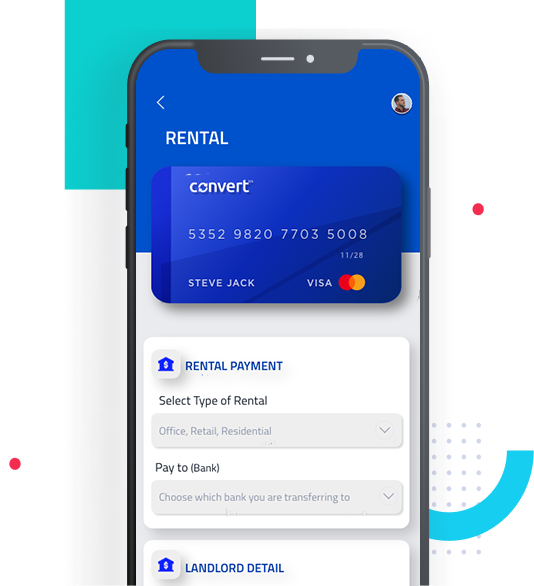 RENTAL
convert™
5352 9820 7703 5008
11/28
STEVE JACK VISA
RENTAL PAYMENT
Select Type of Rental
Office, Retail, Residential
Pay to (Bank)
Choose which bank you are transferring to
LANDLORD DETAIL